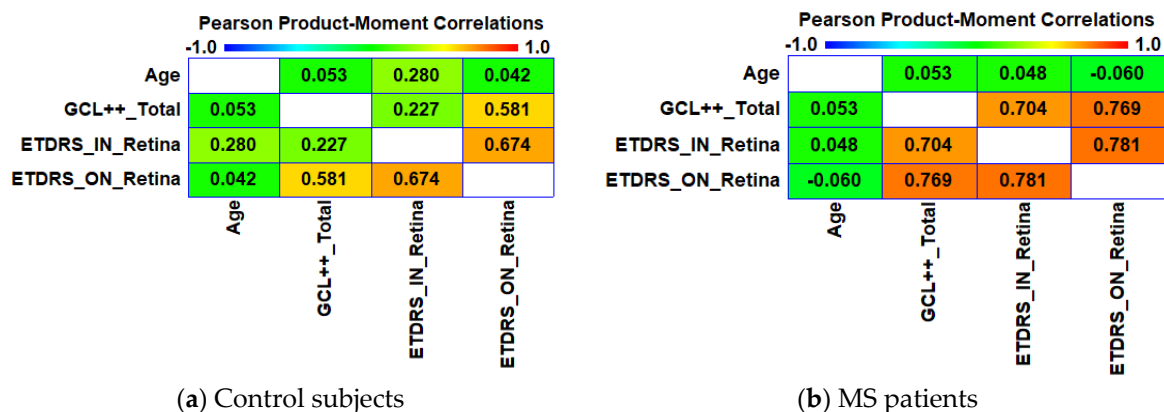 Pearson Product-Moment Correlations
-1.0 1.0
Age 0.053 0.280 0.042
GCL++_Total 0.053 0.227 0.581
ETDRS_IN_Retina 0.280 0.227 0.674
ETDRS_ON_Retina 0.042 0.581 0.674
Age
GCL++_Total
ETDRS_IN_Retina
ETDRS_ON_Retina
(a) Control subjects
Pearson Product-Moment Correlations
-1.0 1.0
Age 0.053 0.048 -0.060
GCL++_Total 0.053 0.704 0.769
ETDRS_IN_Retina 0.048 0.704 0.781
ETDRS_ON_Retina -0.060 0.769 0.781
Age
GCL++_Total
ETDRS_IN_Retina
ETDRS_ON_Retina
(b) MS patients